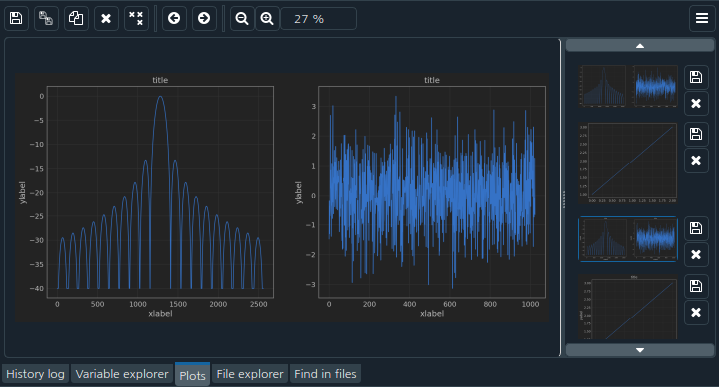 27 %
title
0
−5
−10
−15
−20
−25
−30
−35
−40
ylabel
0 500 1000 1500 2000 2500
xlabel
title
3
2
1
0
−1
−2
−3
ylabel
0 200 400 600 800 1000
xlabel
History log Variable explorer Plots File explorer Find in files